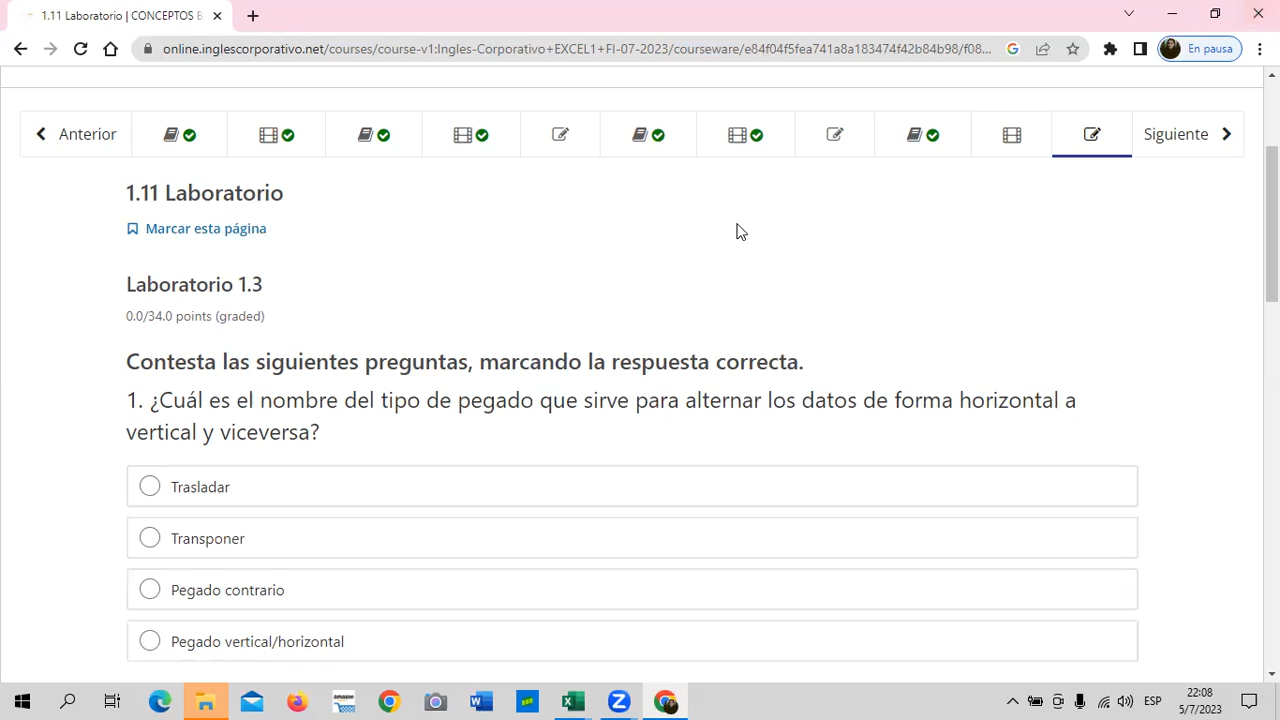 1.11 Laboratorio | CONCEPTOS B
online.inglescorporativo.net/courses/course-v1:Ingles-Corporativo+EXCEL1+FI-07-2023/courseware/e84f04f5fea741a8a183474f42b84b98/f08...
En pausa
Anterior
Siguiente
1.11 Laboratorio
Marcar esta página
Laboratorio 1.3
0.0/34.0 points (graded)
Contesta las siguientes preguntas, marcando la respuesta correcta.
1. ¿Cuál es el nombre del tipo de pegado que sirve para alternar los datos de forma horizontal a
vertical y viceversa?
Trasladar
Transponer
Pegado contrario
Pegado vertical/horizontal
amazon
ESP
22:08
5/7/2023